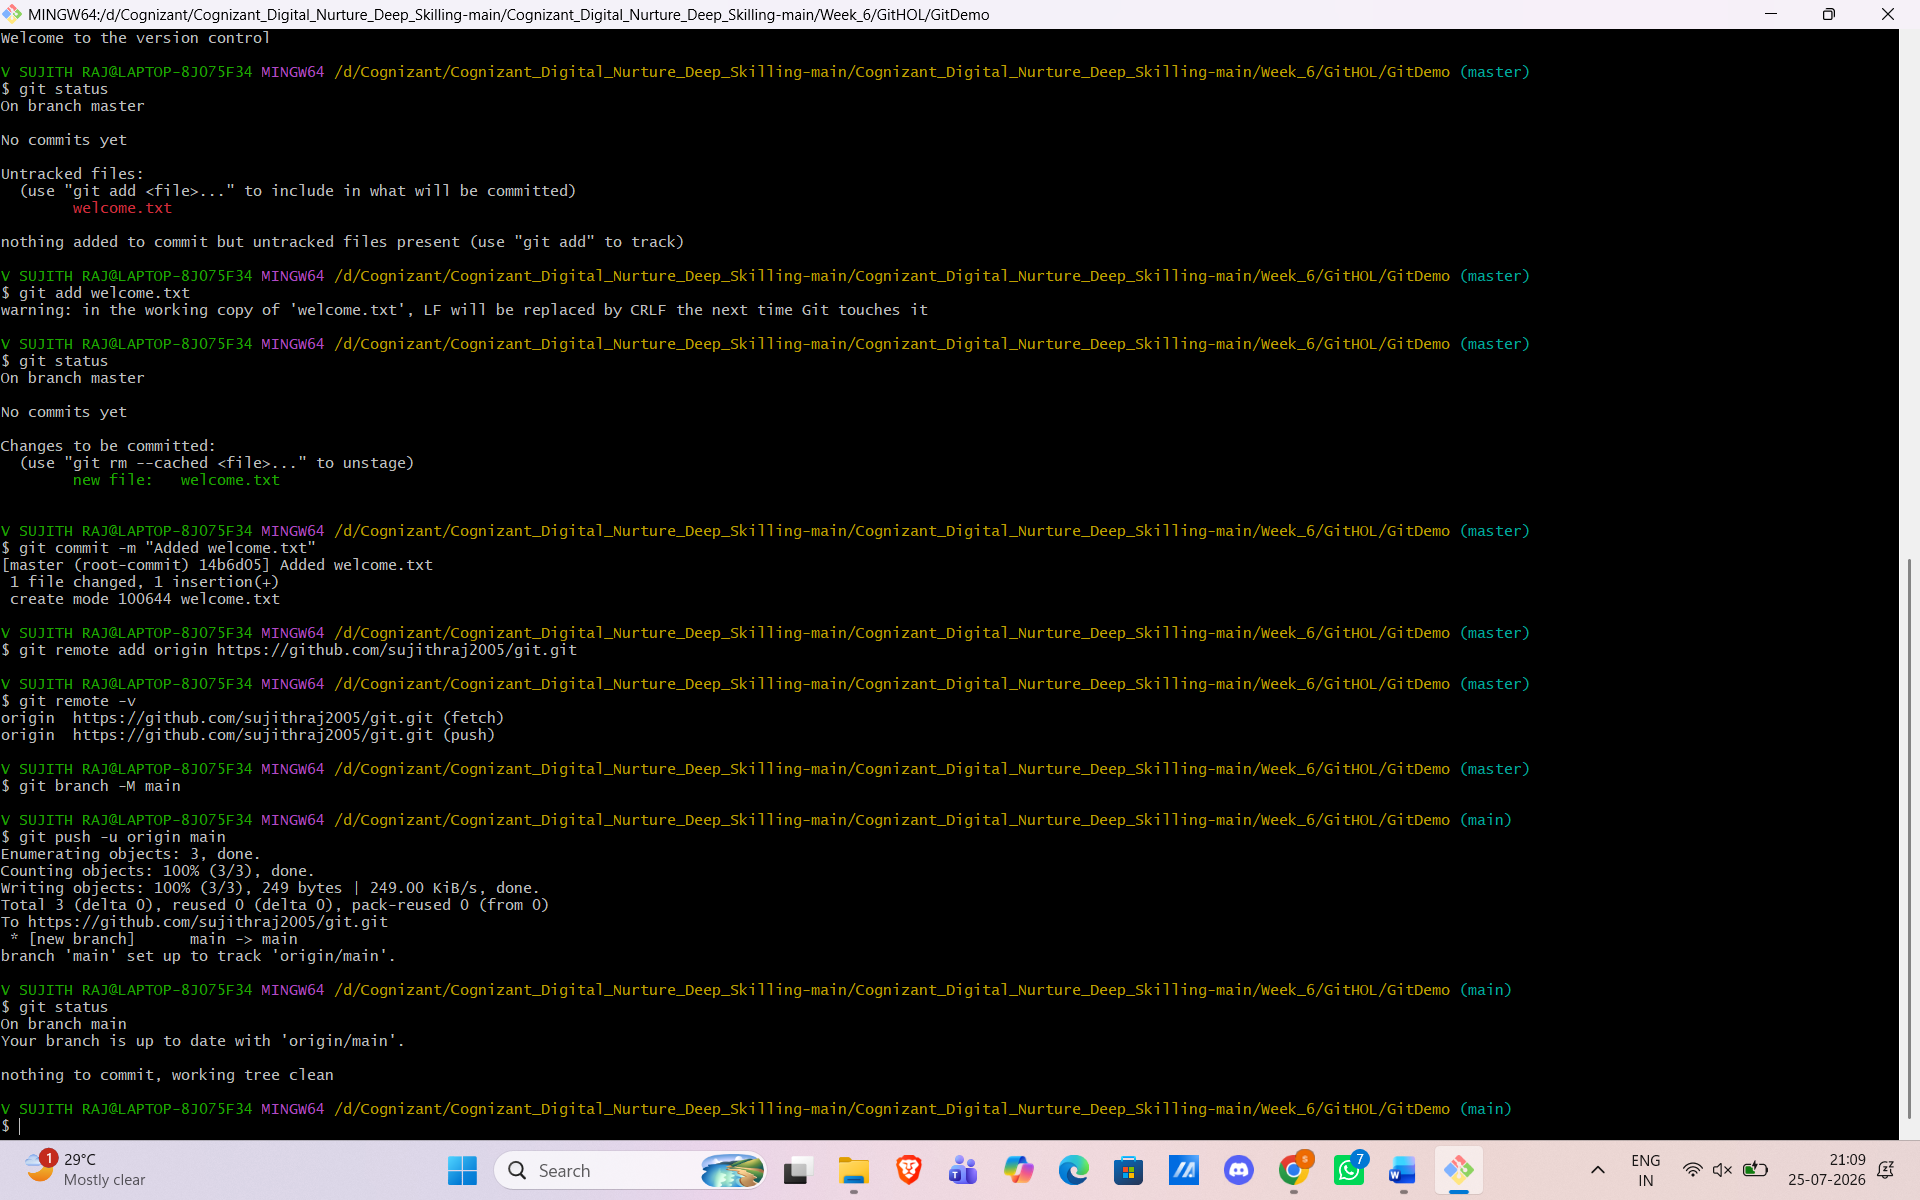 MINGW64:/d/Cognizant/Cognizant_Digital_Nurture_Deep_Skilling-main/Cognizant_Digital_Nurture_Deep_Skilling-main/Week_6/GitHOL/GitDemo
Welcome to the version control
V SUJITH RAJ@LAPTOP-8JO75F34 MINGW64 /d/Cognizant/Cognizant_Digital_Nurture_Deep_Skilling-main/Cognizant_Digital_Nurture_Deep_Skilling-main/Week_6/GitHOL/GitDemo (master)
$ git status
On branch master
No commits yet
Untracked files:
(use "git add <file>..." to include in what will be committed)
welcome.txt
nothing added to commit but untracked files present (use "git add" to track)
V SUJITH RAJ@LAPTOP-8JO75F34 MINGW64 /d/Cognizant/Cognizant_Digital_Nurture_Deep_Skilling-main/Cognizant_Digital_Nurture_Deep_Skilling-main/Week_6/GitHOL/GitDemo (master)
$ git add welcome.txt
warning: in the working copy of 'welcome.txt', LF will be replaced by CRLF the next time Git touches it
V SUJITH RAJ@LAPTOP-8JO75F34 MINGW64 /d/Cognizant/Cognizant_Digital_Nurture_Deep_Skilling-main/Cognizant_Digital_Nurture_Deep_Skilling-main/Week_6/GitHOL/GitDemo (master)
$ git status
On branch master
No commits yet
Changes to be committed:
(use "git rm --cached <file>..." to unstage)
new file:   welcome.txt
V SUJITH RAJ@LAPTOP-8JO75F34 MINGW64 /d/Cognizant/Cognizant_Digital_Nurture_Deep_Skilling-main/Cognizant_Digital_Nurture_Deep_Skilling-main/Week_6/GitHOL/GitDemo (master)
$ git commit -m "Added welcome.txt"
[master (root-commit) 14b6d05] Added welcome.txt
1 file changed, 1 insertion(+)
create mode 100644 welcome.txt
V SUJITH RAJ@LAPTOP-8JO75F34 MINGW64 /d/Cognizant/Cognizant_Digital_Nurture_Deep_Skilling-main/Cognizant_Digital_Nurture_Deep_Skilling-main/Week_6/GitHOL/GitDemo (master)
$ git remote add origin https://github.com/sujithraj2005/git.git
V SUJITH RAJ@LAPTOP-8JO75F34 MINGW64 /d/Cognizant/Cognizant_Digital_Nurture_Deep_Skilling-main/Cognizant_Digital_Nurture_Deep_Skilling-main/Week_6/GitHOL/GitDemo (master)
$ git remote -v
origin  https://github.com/sujithraj2005/git.git (fetch)
origin  https://github.com/sujithraj2005/git.git (push)
V SUJITH RAJ@LAPTOP-8JO75F34 MINGW64 /d/Cognizant/Cognizant_Digital_Nurture_Deep_Skilling-main/Cognizant_Digital_Nurture_Deep_Skilling-main/Week_6/GitHOL/GitDemo (master)
$ git branch -M main
V SUJITH RAJ@LAPTOP-8JO75F34 MINGW64 /d/Cognizant/Cognizant_Digital_Nurture_Deep_Skilling-main/Cognizant_Digital_Nurture_Deep_Skilling-main/Week_6/GitHOL/GitDemo (main)
$ git push -u origin main
Enumerating objects: 3, done.
Counting objects: 100% (3/3), done.
Writing objects: 100% (3/3), 249 bytes | 249.00 KiB/s, done.
Total 3 (delta 0), reused 0 (delta 0), pack-reused 0 (from 0)
To https://github.com/sujithraj2005/git.git
* [new branch]      main -> main
branch 'main' set up to track 'origin/main'.
V SUJITH RAJ@LAPTOP-8JO75F34 MINGW64 /d/Cognizant/Cognizant_Digital_Nurture_Deep_Skilling-main/Cognizant_Digital_Nurture_Deep_Skilling-main/Week_6/GitHOL/GitDemo (main)
$ git status
On branch main
Your branch is up to date with 'origin/main'.
nothing to commit, working tree clean
V SUJITH RAJ@LAPTOP-8JO75F34 MINGW64 /d/Cognizant/Cognizant_Digital_Nurture_Deep_Skilling-main/Cognizant_Digital_Nurture_Deep_Skilling-main/Week_6/GitHOL/GitDemo (main)
$
1
29°C
Mostly clear
Search
7
ENG
IN
21:09
25-07-2026